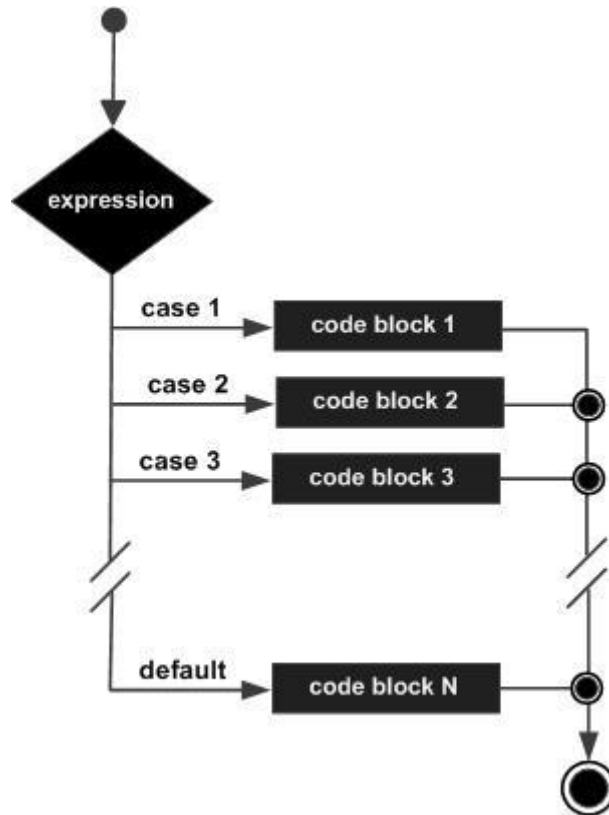 expression
case 1
code block 1
case 2
code block 2
case 3
code block 3
default
code block N